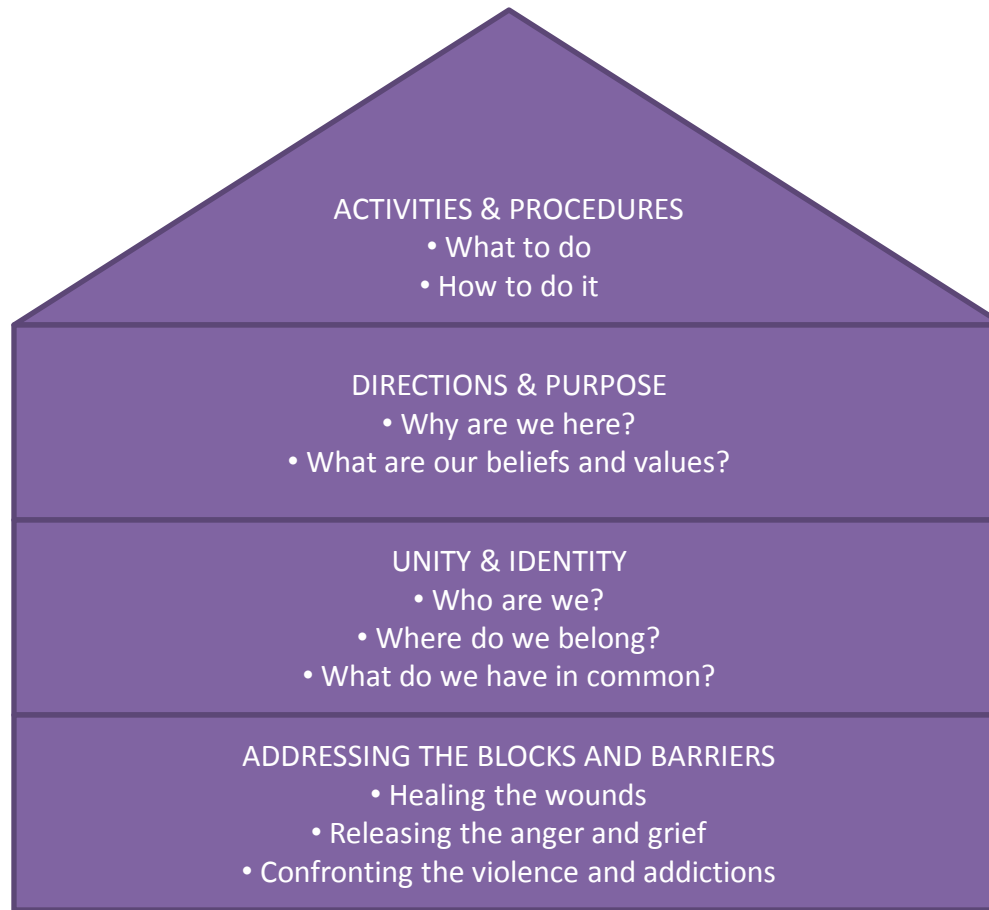 ACTIVITIES & PROCEDURES
• What to do
• How to do it
DIRECTIONS & PURPOSE
• Why are we here?
• What are our beliefs and values?
UNITY & IDENTITY
• Who are we?
• Where do we belong?
• What do we have in common?
ADDRESSING THE BLOCKS AND BARRIERS
• Healing the wounds
• Releasing the anger and grief
• Confronting the violence and addictions